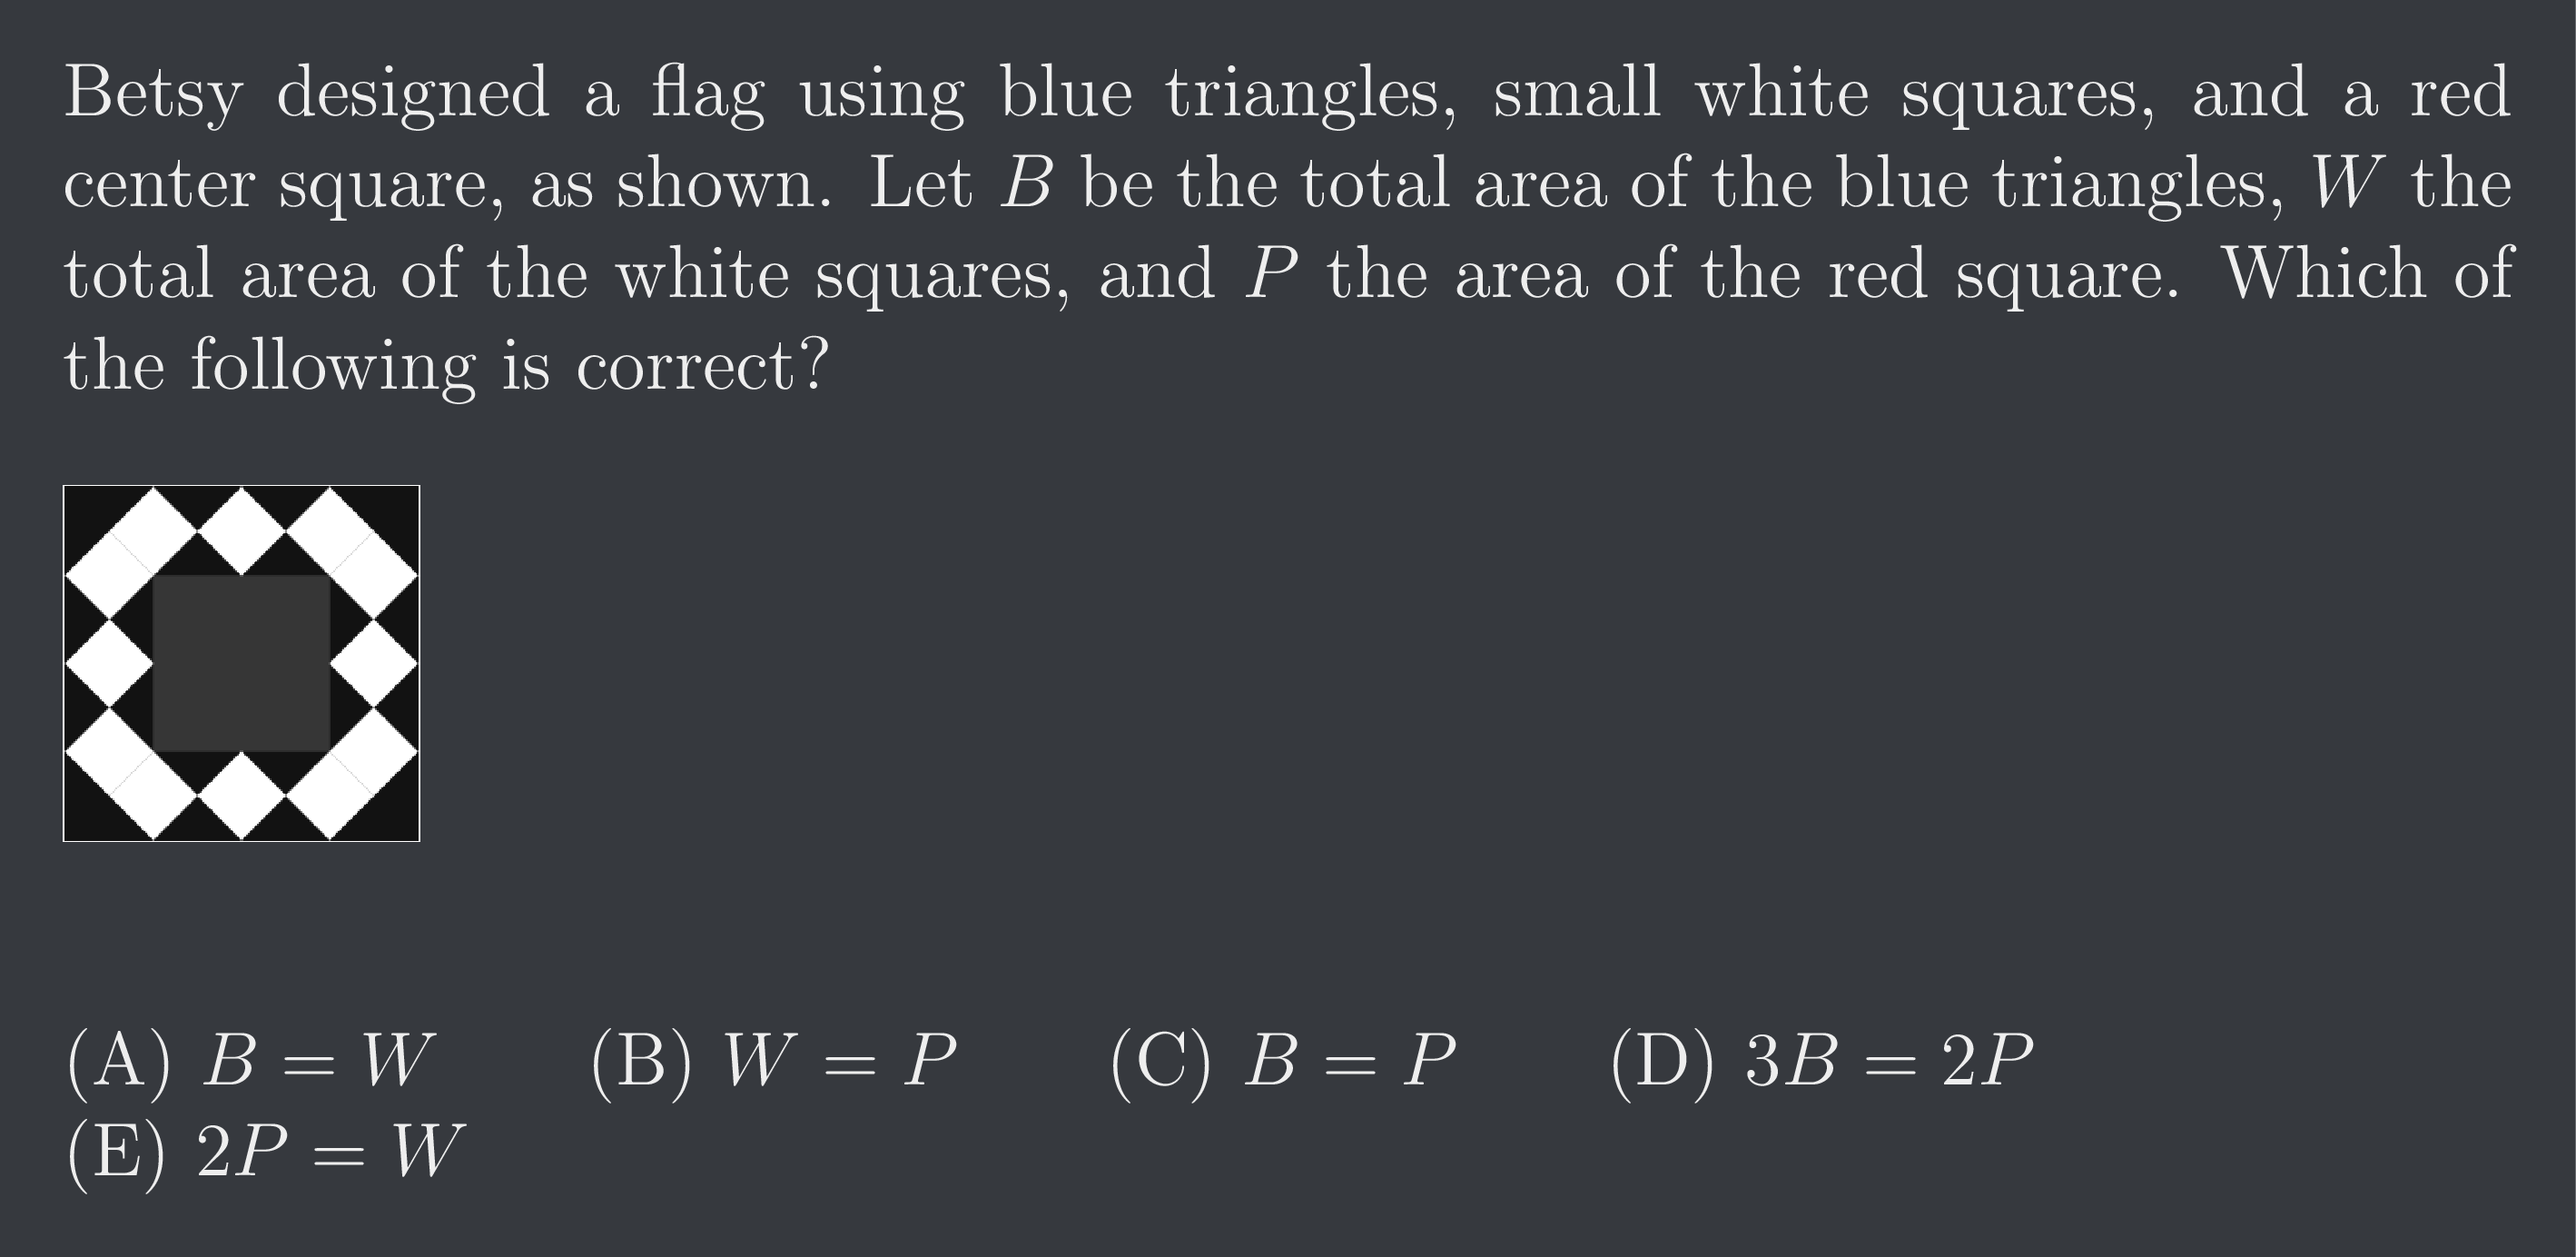 Betsy designed a flag using blue triangles, small white squares, and a red
center square, as shown. Let B be the total area of the blue triangles, W the
total area of the white squares, and P the area of the red square. Which of
the following is correct?
(A) B = W (B) W = P (C) B = P (D) 3B = 2P
(E) 2P = W